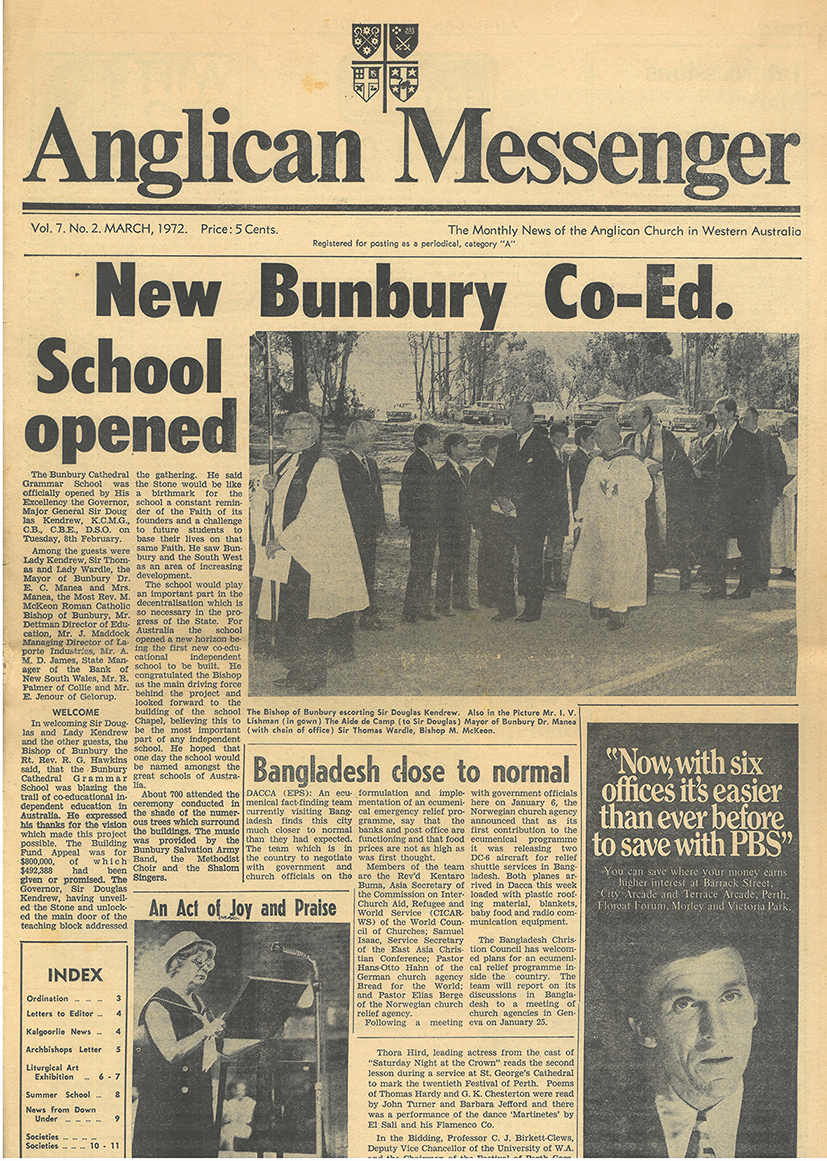 Anglican Messenger
Vol. 7. No. 2. MARCH, 1972. Price: 5 Cents.
The Monthly News of the Anglican Church in Western Australia
Registered for posting as a periodical, category "A"
New Bunbury Co-Ed.
School
opened
The Bunbury Cathedral
Grammar School was
officially opened by His
Excellency the Governor,
Major General Sir Doug
las Kendrew, K.C.M.G.,
C.B., C.B.E., D.S.O. on
Tuesday, 8th February.
Among the guests were
Lady Kendrew, Sir Thom-
as and Lady Wardle, the
Mayor of Bunbury Dr.
E. C. Manea and Mrs.
Manea, the Most Rev. M.
McKeon Roman Catholic
Bishop of Bunbury, Mr.
Dettman Director of Edu-
cation, Mr. J. Maddock
Managing Director of La-
porte Industries, Mr. A.
M. D. James, State Man-
ager of the Bank of
New South Wales, Mr. R.
Palmer of Collie and Mr.
E. Jenour of Gelorup.
WELCOME
In welcoming Sir Doug-
las and Lady Kendrew
and the other guests, the
Bishop of Bunbury the
Rt. Rev. R. G. Hawkins
said, that the Bunbury
Cathedral Grammar
School was blazing the
trail of co-educational in-
dependent education in
Australia. He expressed
his thanks for the vision
which made this project
possible. The Building
Fund Appeal was for
$800,000, of which
$492,388 had been
given or promised. The
Governor, Sir Douglas
Kendrew, having unveil-
ed the Stone and unlock-
ed the main door of the
teaching block addressed
the gathering. He said
the Stone would be like
a birthmark for the
school a constant remin-
der of the Faith of its
founders and a challenge
to future students to
base their lives on that
same Faith. He saw Bun-
bury and the South West
as an area of increasing
development.
The school would play
an important part in the
decentralisation which is
so necessary in the pro-
gress of the State. For
Australia the school
opened a new horizon be-
ing the first new co-edu-
cational independent
school to be built. He
congratulated the Bishop
as the main driving force
behind the project and
looked forward to the
building of the school
Chapel, believing this to
be the most important
part of any independent
school. He hoped that
one day the school would
be named amongst the
great schools of Austra-
lia.
About 700 attended the
ceremony conducted in
the shade of the numer-
ous trees which surround
the buildings. The music
was provided by the
Bunbury Salvation Army
Band, the Methodist
Choir and the Shalom
Singers.
The Bishop of Bunbury escorting Sir Douglas Kendrew. Also in the Picture Mr. I. V.
Lishman (in gown) The Aide de Camp (to Sir Douglas) Mayor of Bunbury Dr. Manea
(with chain of office) Sir Thomas Wardle, Bishop M. McKeon.
Bangladesh close to normal
DACCA (EPS): An ecu-
menical fact-finding team
currently visiting Bang-
ladesh finds this city
much closer to normal
than they had expected.
The team which is in
the country to negotiate
with government and
church officials on the
formulation and imple-
mentation of an ecumeni-
cal emergency relief pro-
gramme, say that the
banks and post office are
functioning and that food
prices are not as high as
was first thought.
Members of the team
are the Rev'd Kentaro
Buma, Asia Secretary of
the Commission on Inter-
Church Aid, Refugee and
World Service (CICAR-
WS) of the World Coun-
cil of Churches; Samuel
Isaac, Service Secretary
of the East Asia Chris-
tian Conference; Pastor
Hans-Otto Hahn of the
German church agency
Bread for the World;
and Pastor Elias Berge
of the Norwegian church
relief agency.
Following a meeting
with government officials
here on January 6, the
Norwegian church agency
announced that as its
first contribution to the
ecumenical programme
it was releasing two
DC-6 aircraft for relief
shuttle services in Bang-
ladesh. Both planes ar-
rived in Dacca this week
loaded with plastic roof-
ing material, blankets,
baby food and radio com-
munication equipment.
The Bangladesh Chris-
tion Council has welcom-
ed plans for an ecumeni-
cal relief programme in-
side the country. The
team will report on its
discussions in Bangla-
desh to a meeting of
church agencies in Gen-
eva on January 25.
"Now, with six
offices it's easier
than ever before
to save with PBS"
You can save where your money earns
higher interest at Barrack Street,
City Arcade and Terrace Arcade, Perth,
Floreat Forum, Morley and Victoria Park.
An Act of Joy and Praise
INDEX
Ordination ... 3
Letters to Editor .. 4
Kalgoorlie News .. 4
Archbishops Letter 5
Liturgical Art
Exhibition .. 6 - 7
Summer School .. 8
News from Down
Under ... 9
Societies ....
Societies ... 10 - 11
Thora Hird, leading actress from the cast of
"Saturday Night at the Crown" reads the second
lesson during a service at St. George's Cathedral
to mark the twentieth Festival of Perth. Poems
of Thomas Hardy and G. K. Chesterton were read
by John Turner and Barbara Jefford and there
was a performance of the dance 'Martinetes' by
El Sali and his Flamenco Co.
In the Bidding, Professor C. J. Birkett-Clews,
Deputy Vice Chancellor of the University of W.A.
and the Chairman of the Festival of Perth Com-